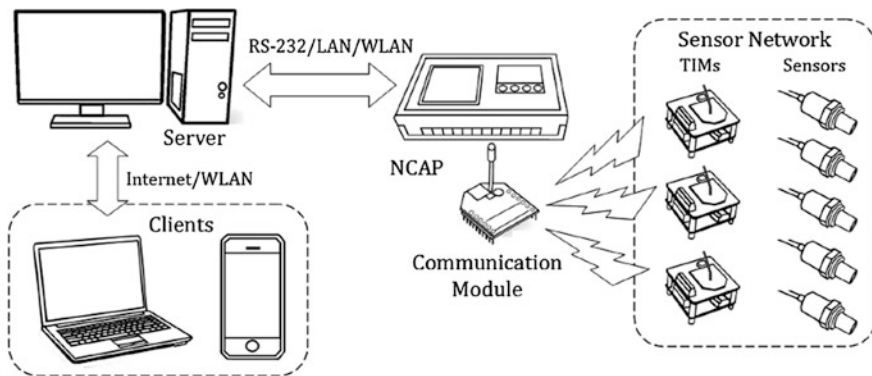 RS-232/LAN/WLAN
Server
Internet/WLAN
Clients
NCAP
Communication
Module
Sensor Network
TIMs Sensors